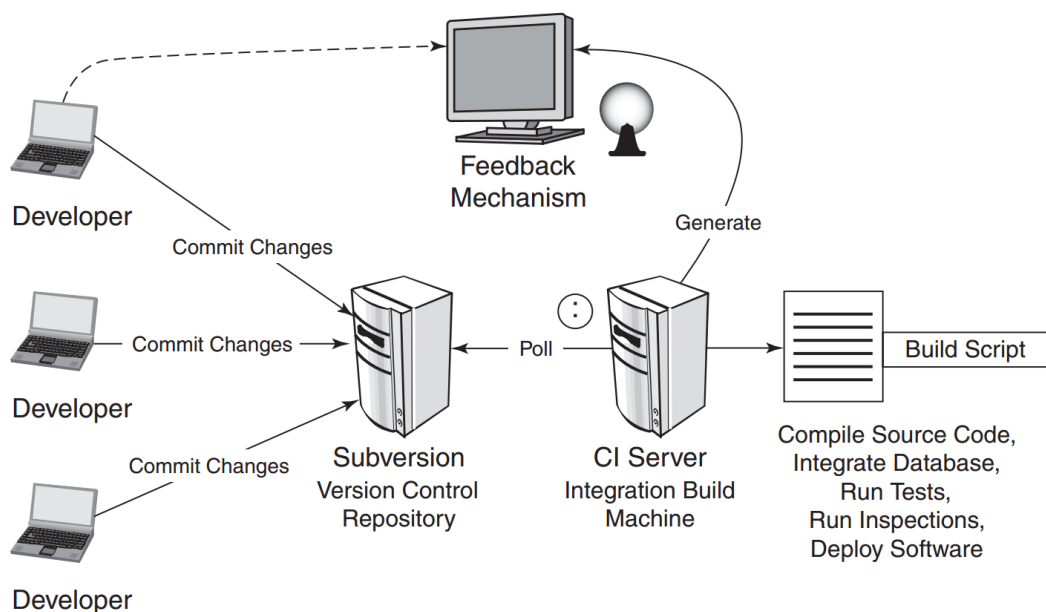 Feedback
Mechanism
Developer
Commit Changes
Generate
Developer
Commit Changes
Poll
Build Script
Developer
Commit Changes
Subversion
Version Control
Repository
CI Server
Integration Build
Machine
Compile Source Code,
Integrate Database,
Run Tests,
Run Inspections,
Deploy Software